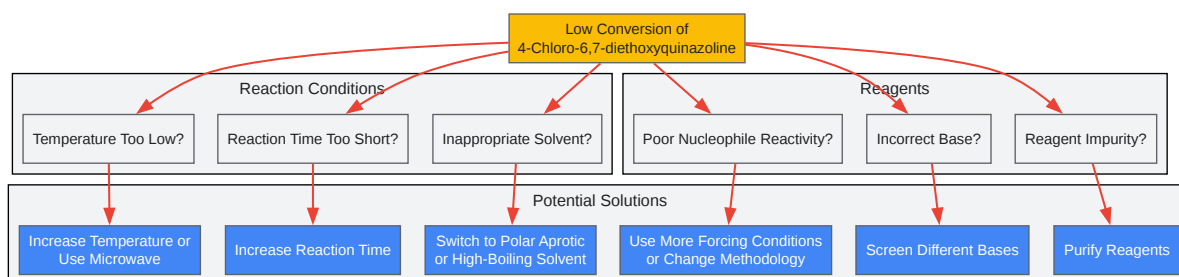 Low Conversion of
4-Chloro-6,7-diethoxyquinazoline
Reaction Conditions
Reagents
Temperature Too Low?
Reaction Time Too Short?
Inappropriate Solvent?
Poor Nucleophile Reactivity?
Incorrect Base?
Reagent Impurity?
Potential Solutions
Increase Temperature or
Use Microwave
Increase Reaction Time
Switch to Polar Aprotic
or High-Boiling Solvent
Use More Forcing Conditions
or Change Methodology
Screen Different Bases
Purify Reagents